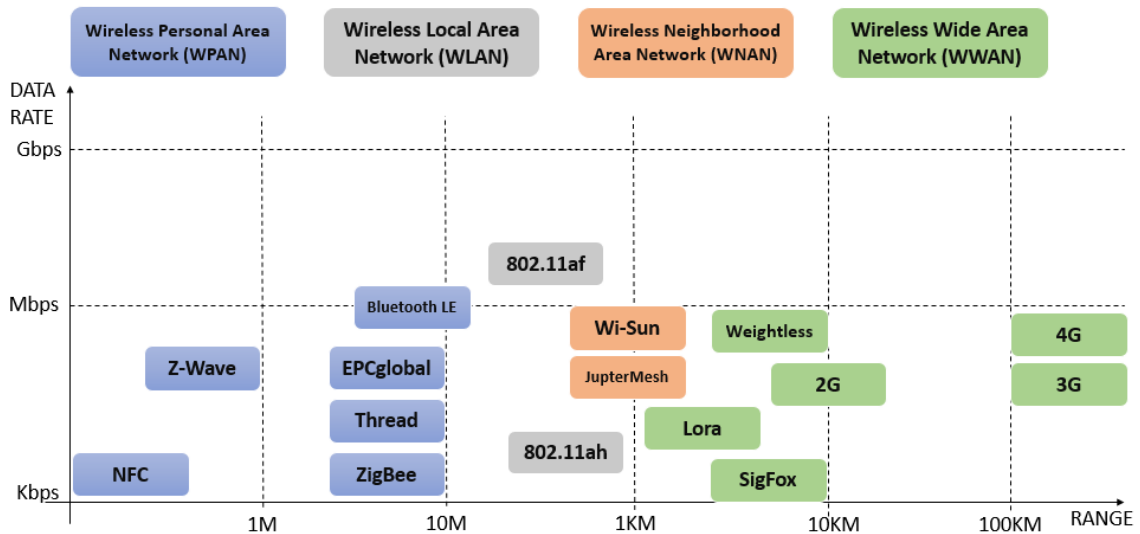 Wireless Personal Area
Network (WPAN)
Wireless Local Area
Network (WLAN)
Wireless Neighborhood
Area Network (WNAN)
Wireless Wide Area
Network (WWAN)
DATA
RATE
Gbps
802.11af
Mbps
Bluetooth LE
Wi-Sun
Weightless
4G
Z-Wave
EPCglobal
JupterMesh
2G
3G
Thread
Lora
802.11ah
NFC
ZigBee
SigFox
Kbps
1M
10M
1KM
10KM
100KM
RANGE